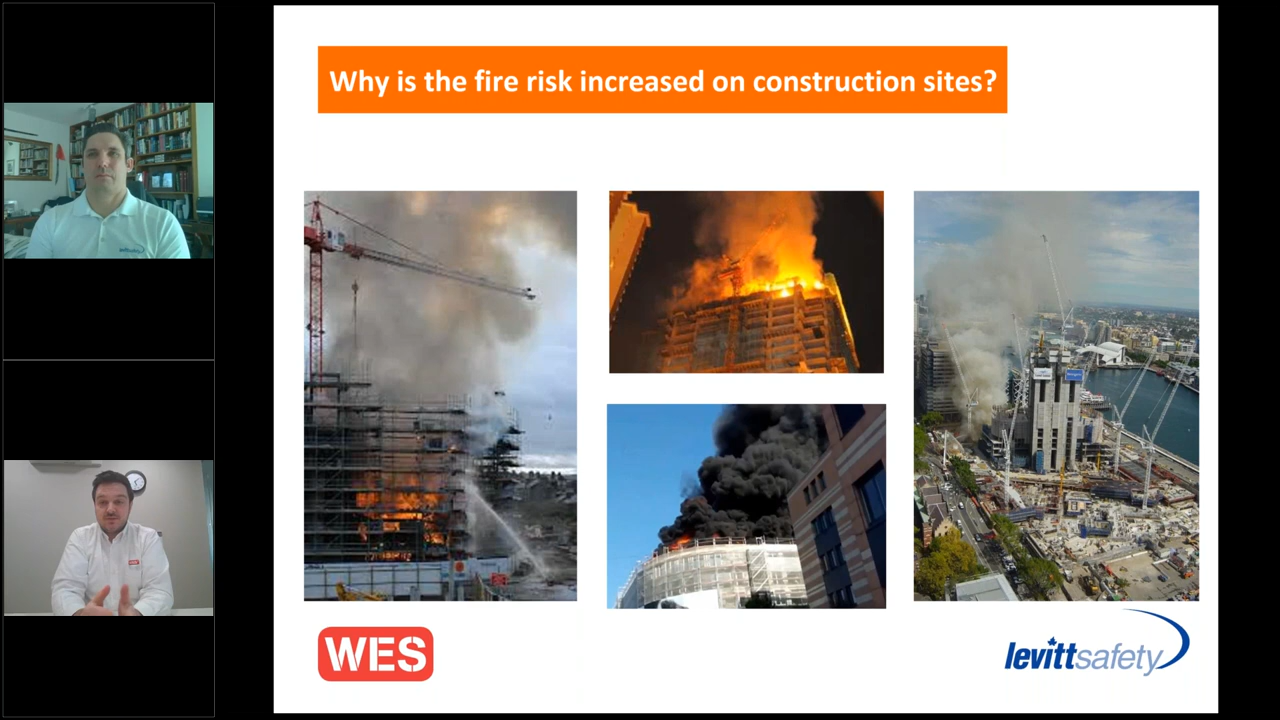 Why is the fire risk increased on construction sites?
WES
levittsafety